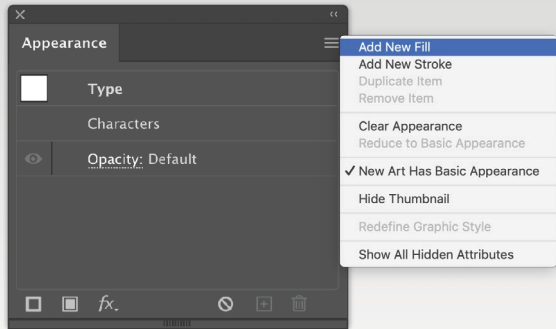 Appearance
Type
Characters
Opacity: Default
fx.
Add New Fill
Add New Stroke
Duplicate Item
Remove Item
Clear Appearance
Reduce to Basic Appearance
✓ New Art Has Basic Appearance
Hide Thumbnail
Redefine Graphic Style
Show All Hidden Attributes